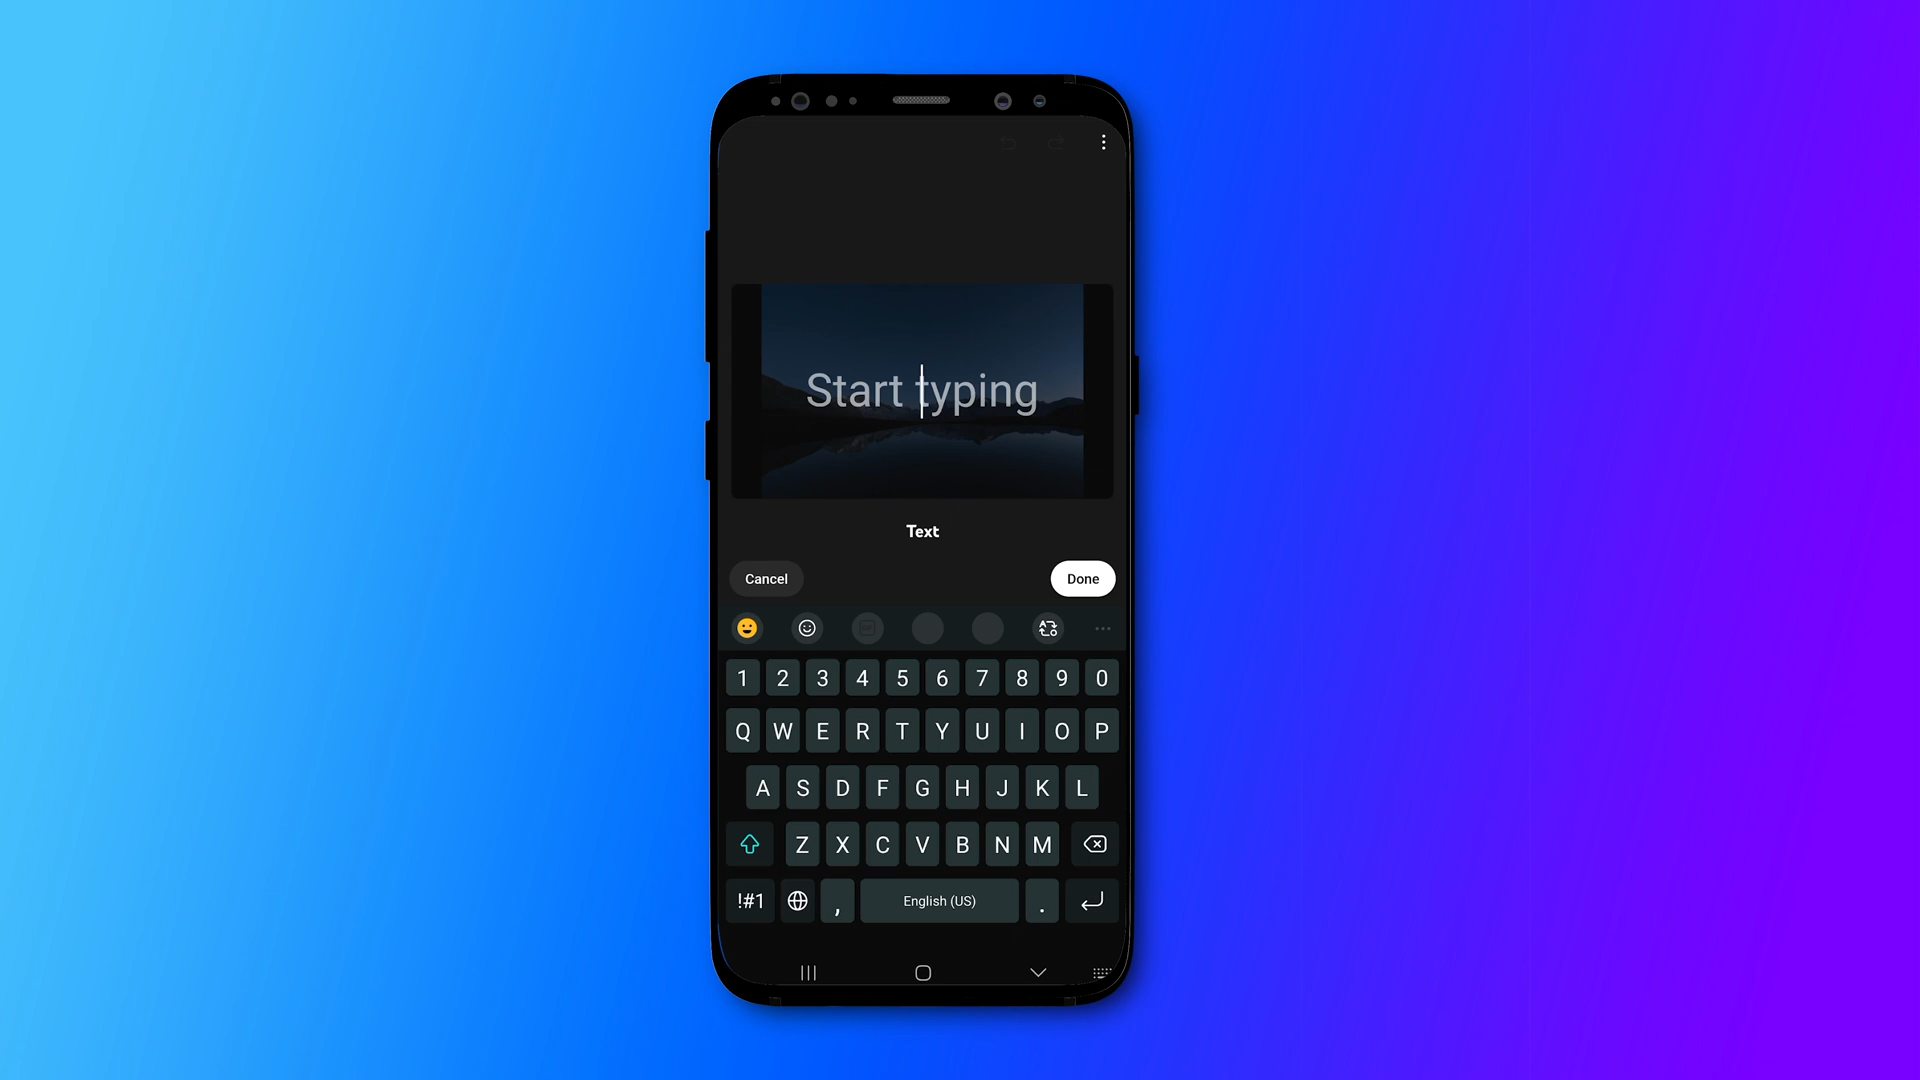 Start typing
Text
Cancel
Done
1 2 3 4 5 6 7 8 9 0
Q W E R T Y U I O P
A S D F G H J K L
Z X C V B N M
!#1 , English (US) .